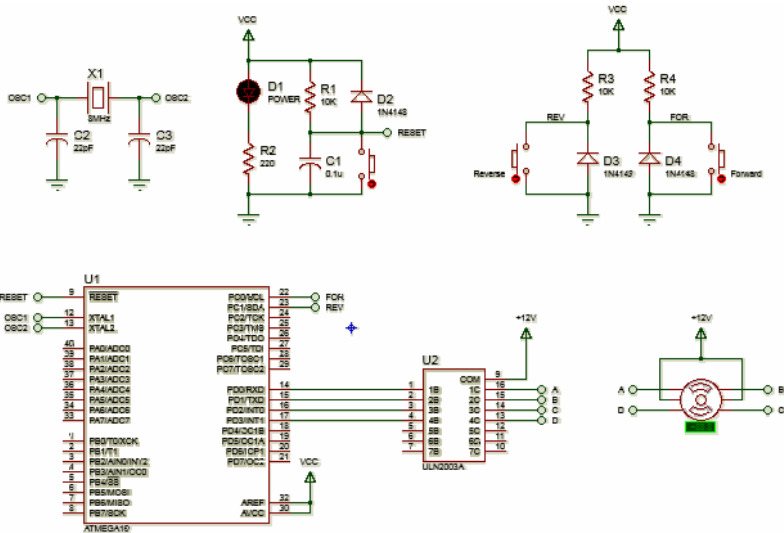 VCC
VCC
X1
OSC1
OSC2
8MHz
C2
22pF
C3
22pF
D1
POWER
R1
10K
D2
1N4148
RESET
R2
220
C1
0.1u
R3
10K
R4
10K
REV
FOR
Reverse
D3
1N4148
D4
1N4148
Forward
U1
RESET
9
RESET
OSC1
12
XTAL1
OSC2
13
XTAL2
40
PA0/ADC0
39
PA1/ADC1
38
PA2/ADC2
37
PA3/ADC3
36
PA4/ADC4
35
PA5/ADC5
34
PA6/ADC6
33
PA7/ADC7
1
PB0/T0/XCK
2
PB1/T1
3
PB2/AIN0/INT2
4
PB3/AIN1/OC0
5
PB4/SS
6
PB5/MOSI
7
PB6/MISO
8
PB7/SCK
PC0/SCL
22
FOR
PC1/SDA
23
REV
PC2/TCK
24
PC3/TMS
25
PC4/TDO
26
PC5/TDI
27
PC6/TOSC1
28
PC7/TOSC2
29
PD0/RXD
14
PD1/TXD
15
PD2/INT0
16
PD3/INT1
17
PD4/OC1B
18
PD5/OC1A
19
PD6/ICP1
20
PD7/OC2
21
VCC
AREF
32
AVCC
30
ATMEGA16
U2
+12V
COM
9
1
1B
1C
16
A
2
2B
2C
15
B
3
3B
3C
14
C
4
4B
4C
13
D
5
5B
5C
12
6
6B
6C
11
7
7B
7C
10
ULN2003A
+12V
A
B
D
C